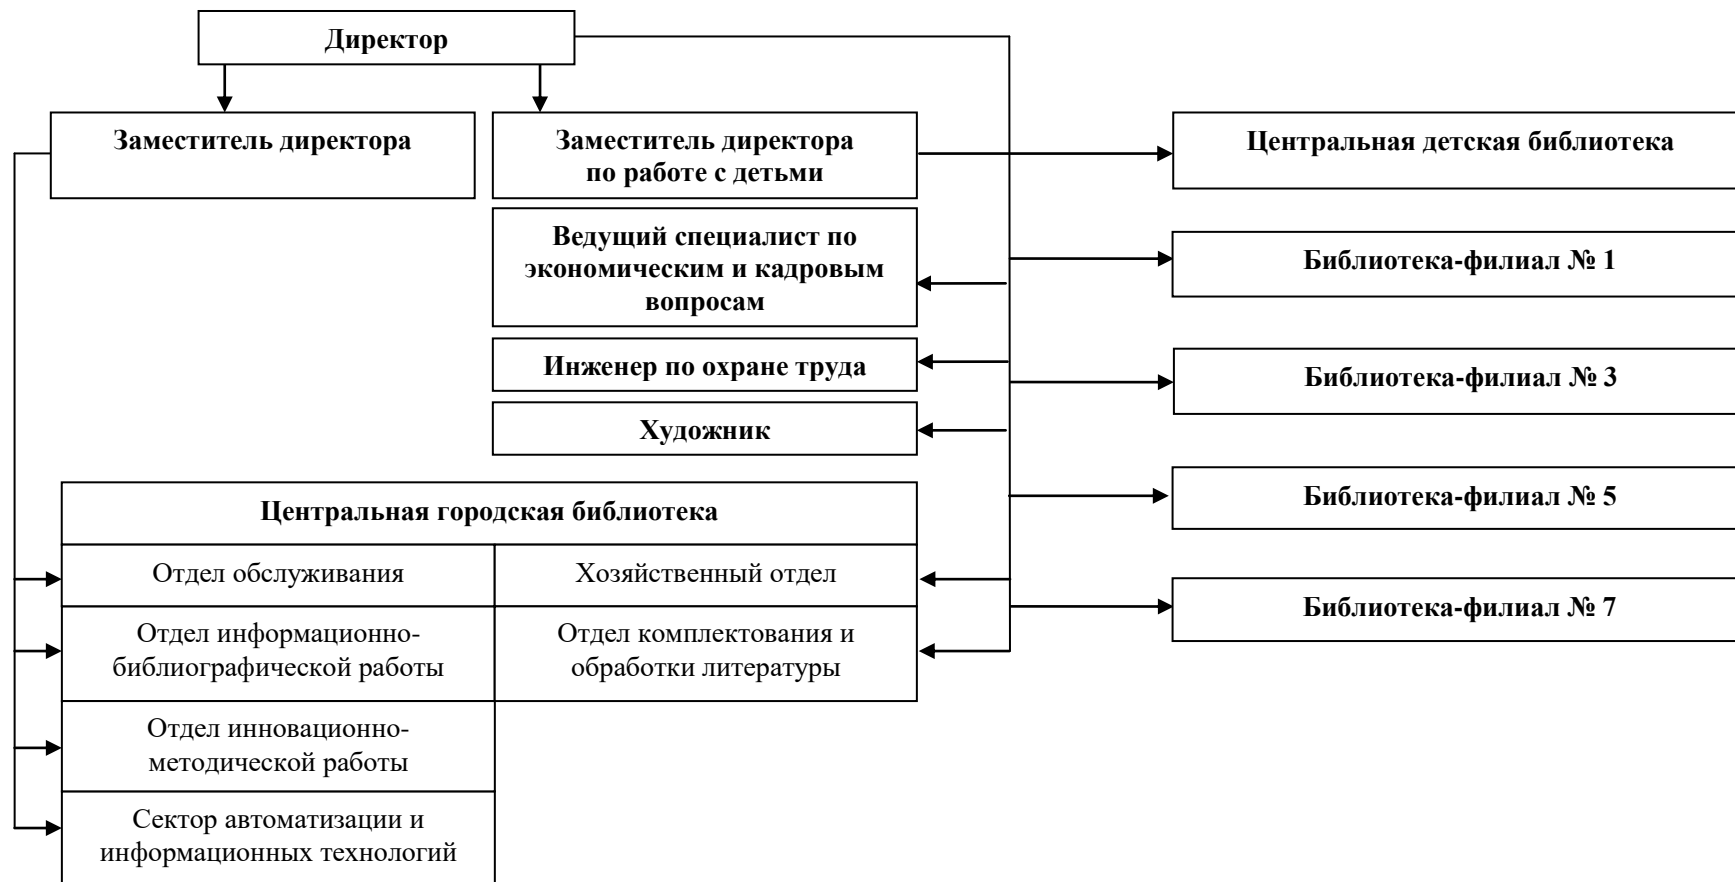 Директор
Заместитель директора
Заместитель директора
по работе с детьми
Центральная детская библиотека
Ведущий специалист по
экономическим и кадровым
вопросам
Библиотека-филиал № 1
Инженер по охране труда
Библиотека-филиал № 3
Художник
Центральная городская библиотека
Библиотека-филиал № 5
Отдел обслуживания
Хозяйственный отдел
Библиотека-филиал № 7
Отдел информационно-
библиографической работы
Отдел комплектования и
обработки литературы
Отдел инновационно-
методической работы
Сектор автоматизации и
информационных технологий